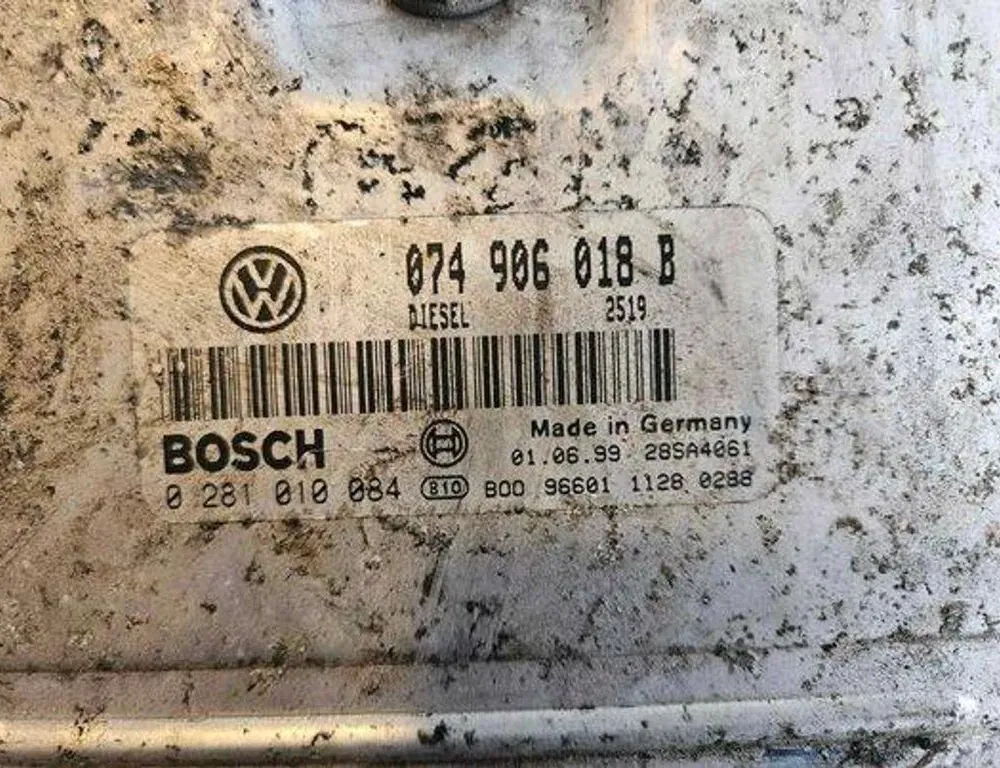 074 906 018 B
DIESEL 2519
Made in Germany
BOSCH
01.06.99 28SA4061
0 281 010 084 810 B00 96601 1128 0288